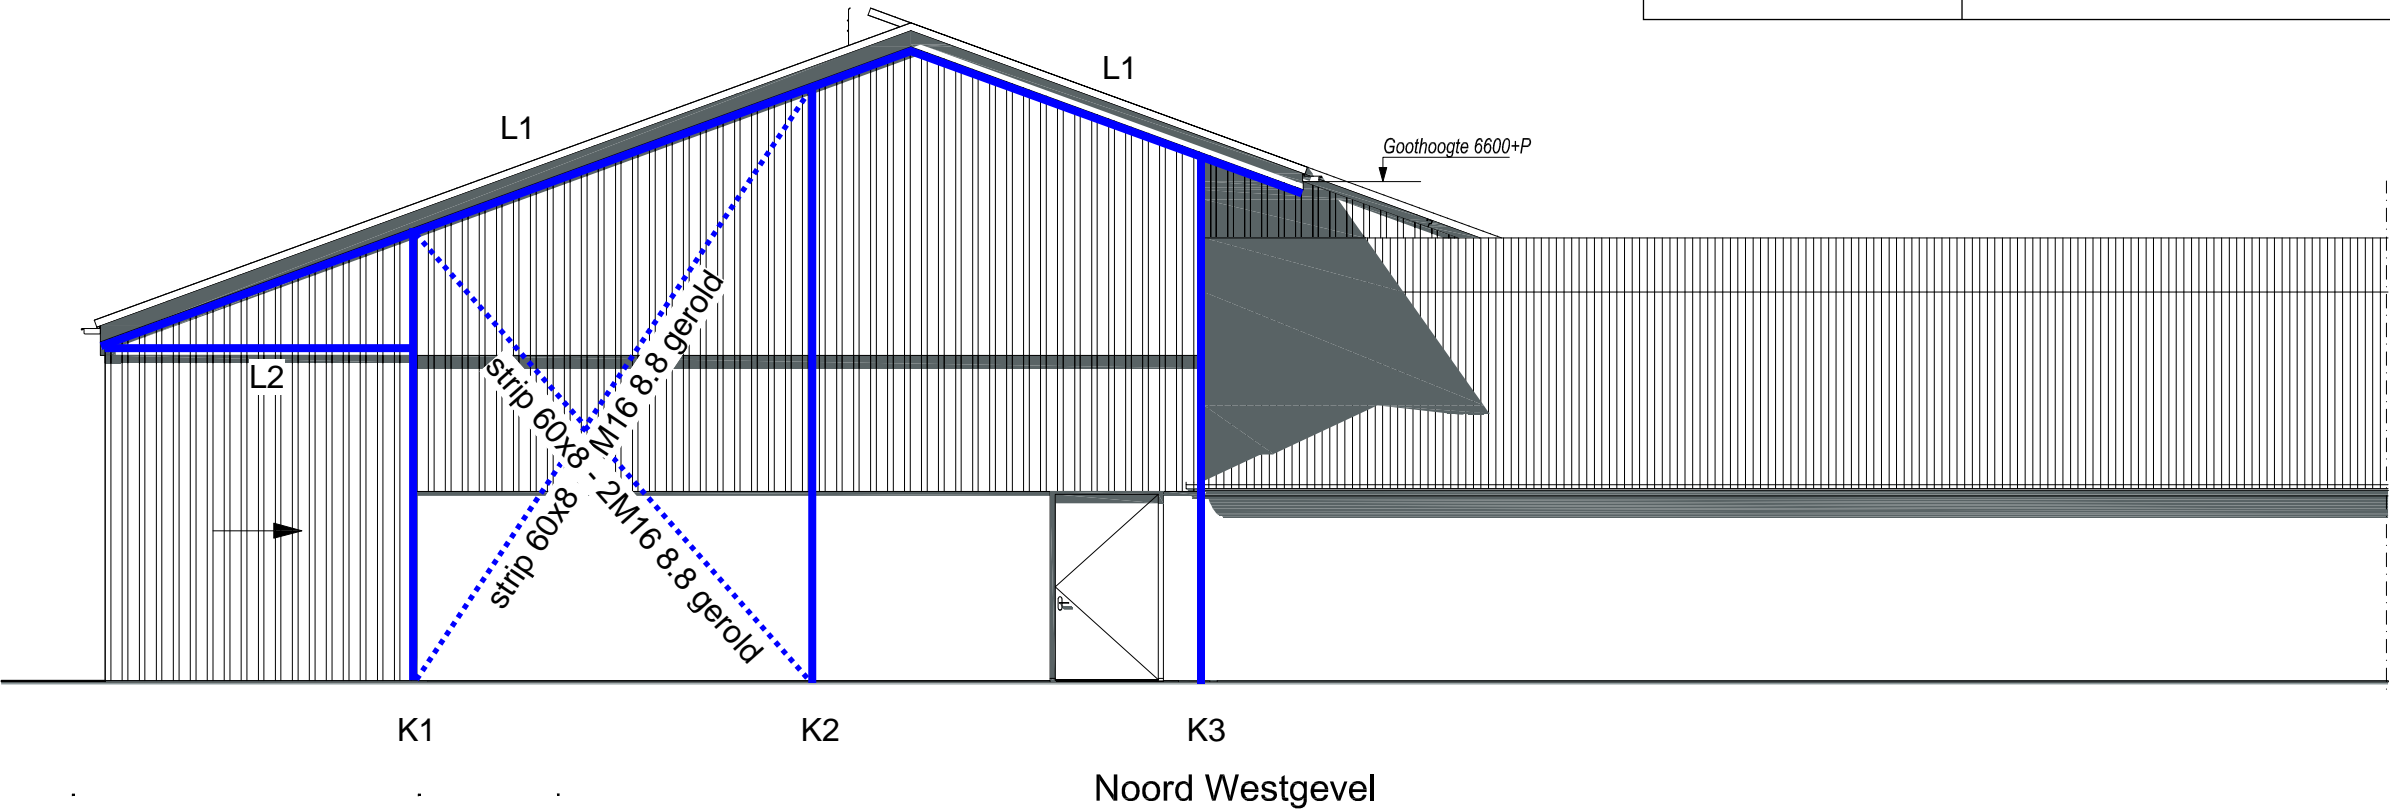 L1
L1
Goothoogte 6600+P
L2
strip 60x8 - 2M16 8.8 gerold
strip 60x8 M16 8.8 gerold
K1
K2
K3
Noord Westgevel